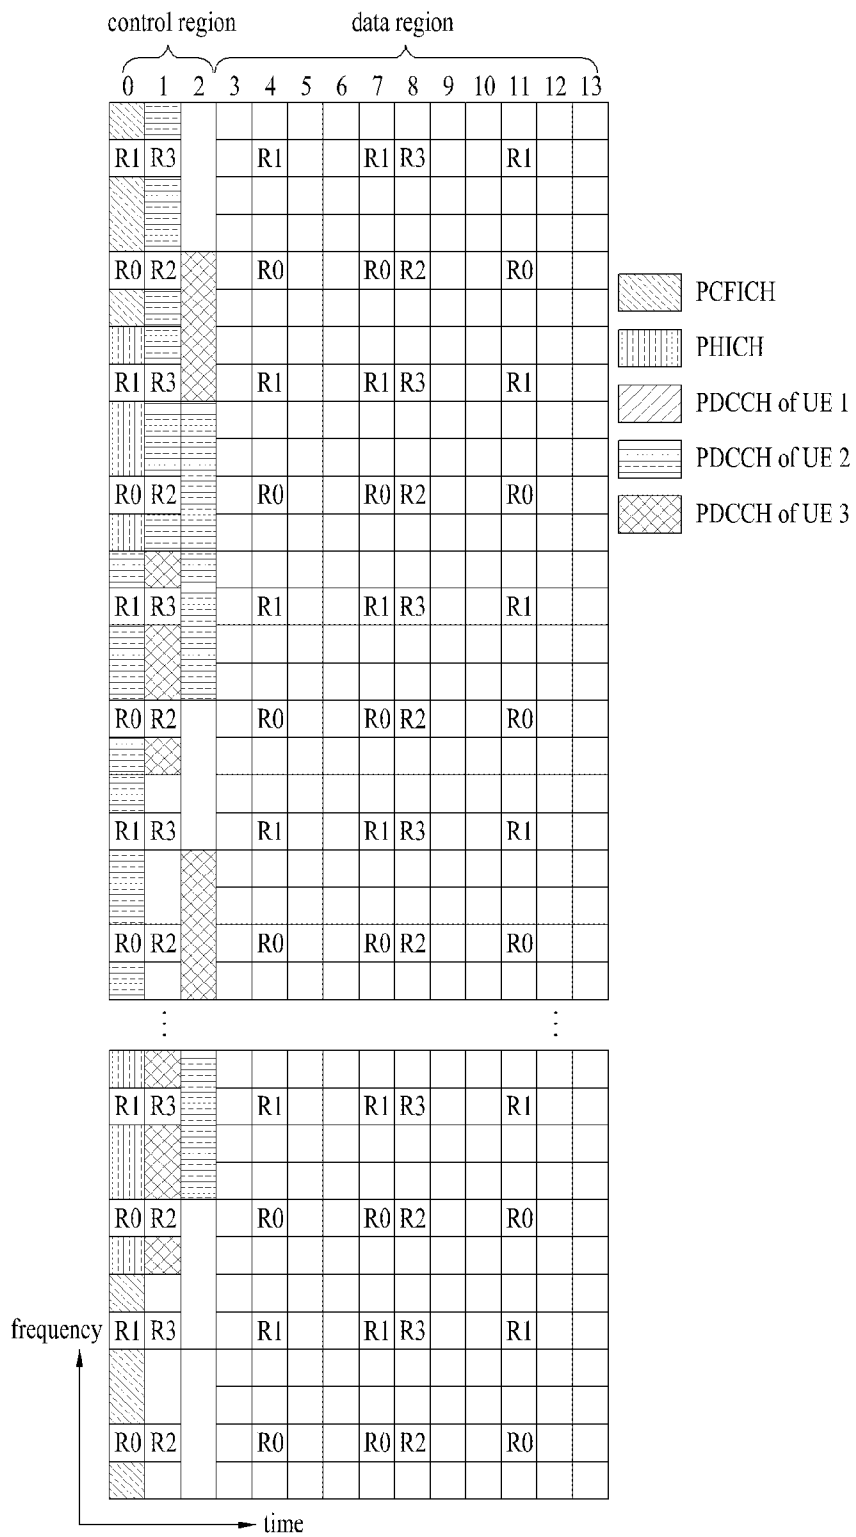 control region data region
0 1 2 3 4 5 6 7 8 9 10 11 12 13
R1 R3 R1 R1 R3 R1
R0 R2 R0 R0 R2 R0
PCFICH
PHICH
R1 R3 R1 R1 R3 R1
PDCCH of UE 1
PDCCH of UE 2
R0 R2 R0 R0 R2 R0
PDCCH of UE 3
R1 R3 R1 R1 R3 R1
R0 R2 R0 R0 R2 R0
R1 R3 R1 R1 R3 R1
R0 R2 R0 R0 R2 R0
R1 R3 R1 R1 R3 R1
R0 R2 R0 R0 R2 R0
frequency
R1 R3 R1 R1 R3 R1
R0 R2 R0 R0 R2 R0
time